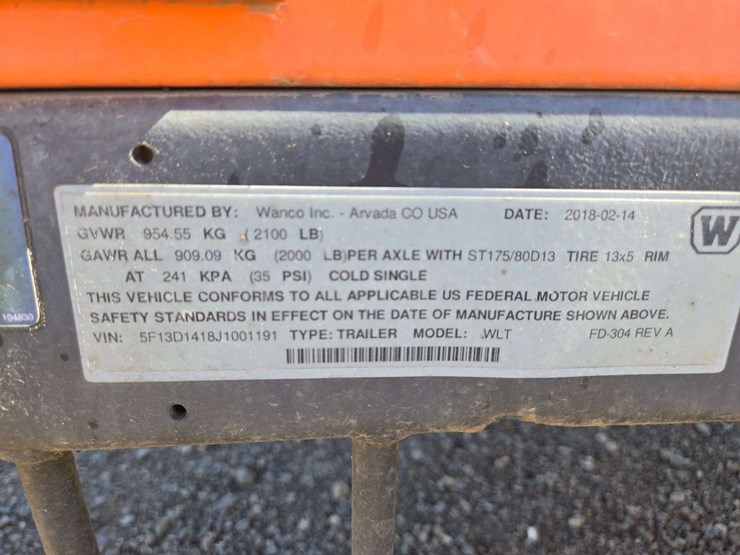 MANUFACTURED BY: Wanco Inc. - Arvada CO USA DATE: 2018-02-14
GVWR 954.55 KG (2100 LB)
GAWR ALL 909.09 KG (2000 LB)PER AXLE WITH ST175/80D13 TIRE 13x5 RIM
AT 241 KPA (35 PSI) COLD SINGLE
THIS VEHICLE CONFORMS TO ALL APPLICABLE US FEDERAL MOTOR VEHICLE
SAFETY STANDARDS IN EFFECT ON THE DATE OF MANUFACTURE SHOWN ABOVE.
VIN: 5F13D1418J1001191 TYPE: TRAILER MODEL: WLT FD-304 REV A
W
104830